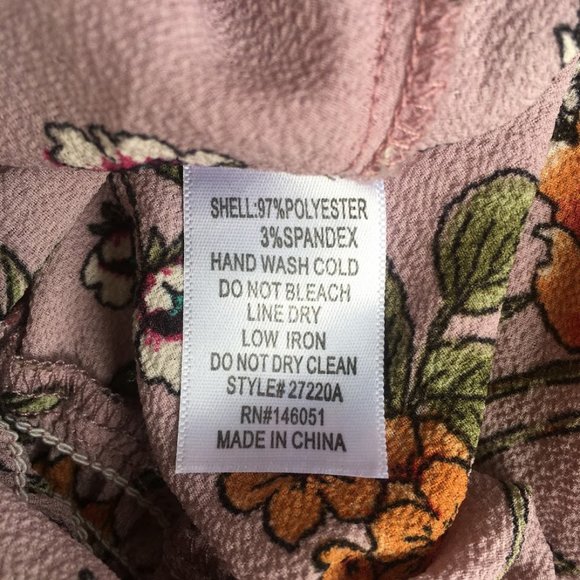 SHELL:97%POLYESTER
3%SPANDEX
HAND WASH COLD
DO NOT BLEACH
LINE DRY
LOW IRON
DO NOT DRY CLEAN
STYLE# 27220A
RN#146051
MADE IN CHINA